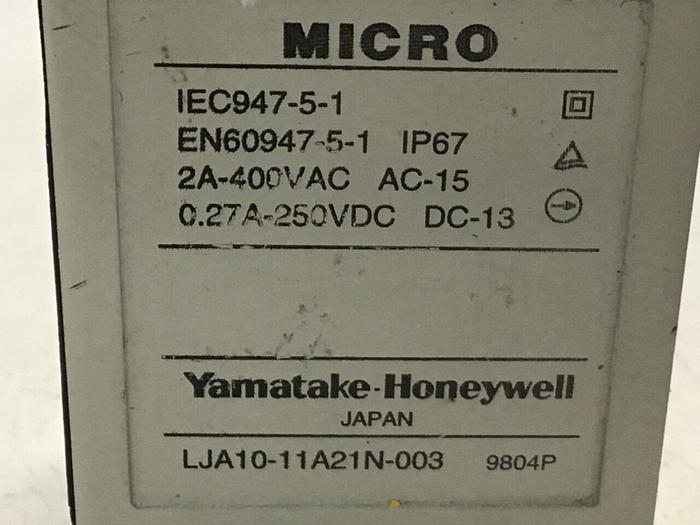 MICRO
IEC947-5-1
EN60947-5-1 IP67
2A-400VAC AC-15
0.27A-250VDC DC-13
Yamatake-Honeywell
JAPAN
LJA10-11A21N-003 9804P